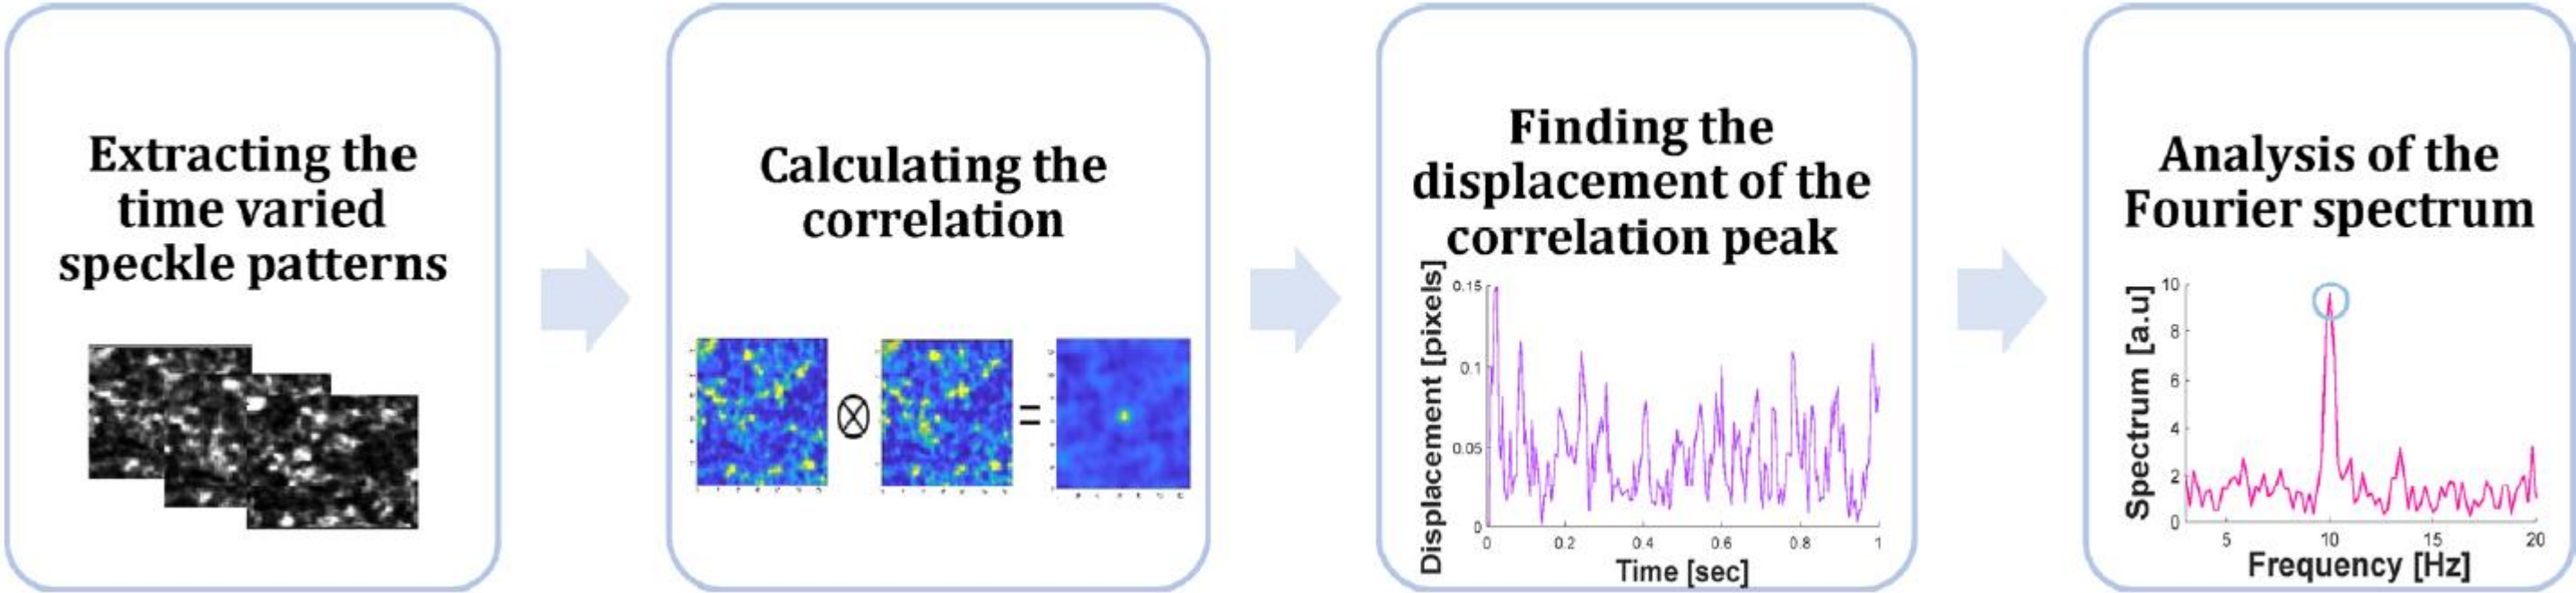 Extracting the
time varied
speckle patterns
Calculating the
correlation
⊗
=
Finding the
displacement of the
correlation peak
Displacement [pixels]
0.15
0.1
0.05
0
0
0.2
0.4
0.6
0.8
1
Time [sec]
Analysis of the
Fourier spectrum
Spectrum [a.u]
10
8
6
4
2
0
5
10
15
20
Frequency [Hz]